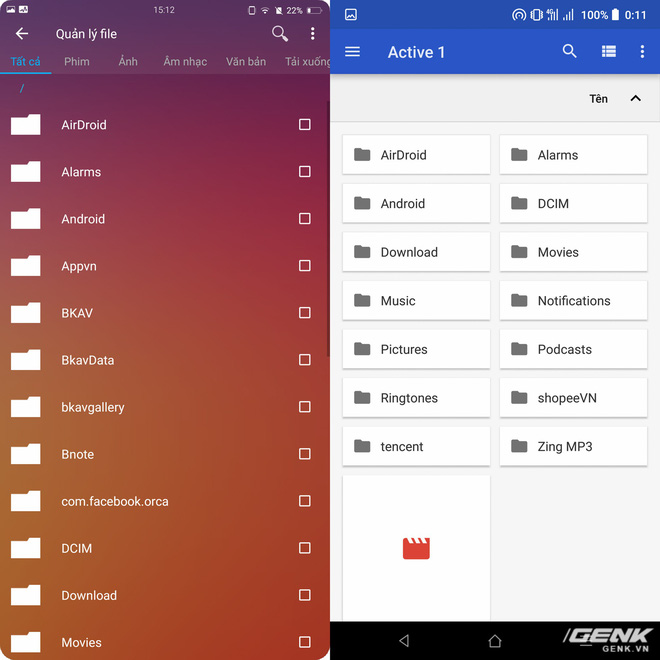 15:12
22%
Quản lý file
Tất cả
Phim
Ảnh
Âm nhạc
Văn bản
Tải xuống
/
AirDroid
Alarms
Android
Appvn
BKAV
BkavData
bkavgallery
Bnote
com.facebook.orca
DCIM
Download
Movies
4G
100%
0:11
Active 1
Tên
AirDroid
Alarms
Android
DCIM
Download
Movies
Music
Notifications
Pictures
Podcasts
Ringtones
shopeeVN
tencent
Zing MP3
GENK
GENK.VN